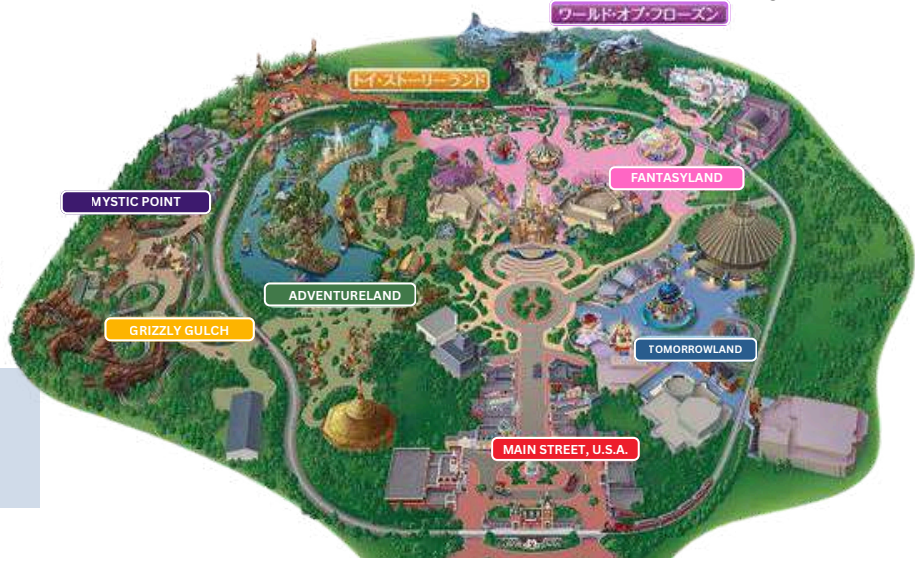 ワールド・オブ・フローズン
トイ・ストーリーランド
FANTASYLAND
MYSTIC POINT
ADVENTURELAND
GRIZZLY GULCH
TOMORROWLAND
MAIN STREET, U.S.A.